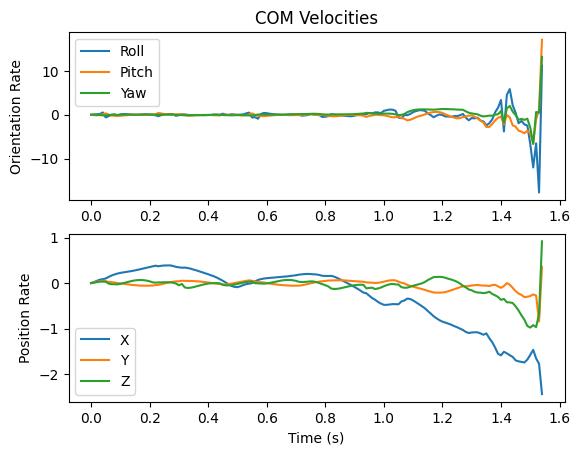 COM Velocities
Orientation Rate
Roll
Pitch
Yaw
10
0
−10
0.0 0.2 0.4 0.6 0.8 1.0 1.2 1.4 1.6
Position Rate
1
0
−1
−2
X
Y
Z
0.0 0.2 0.4 0.6 0.8 1.0 1.2 1.4 1.6
Time (s)